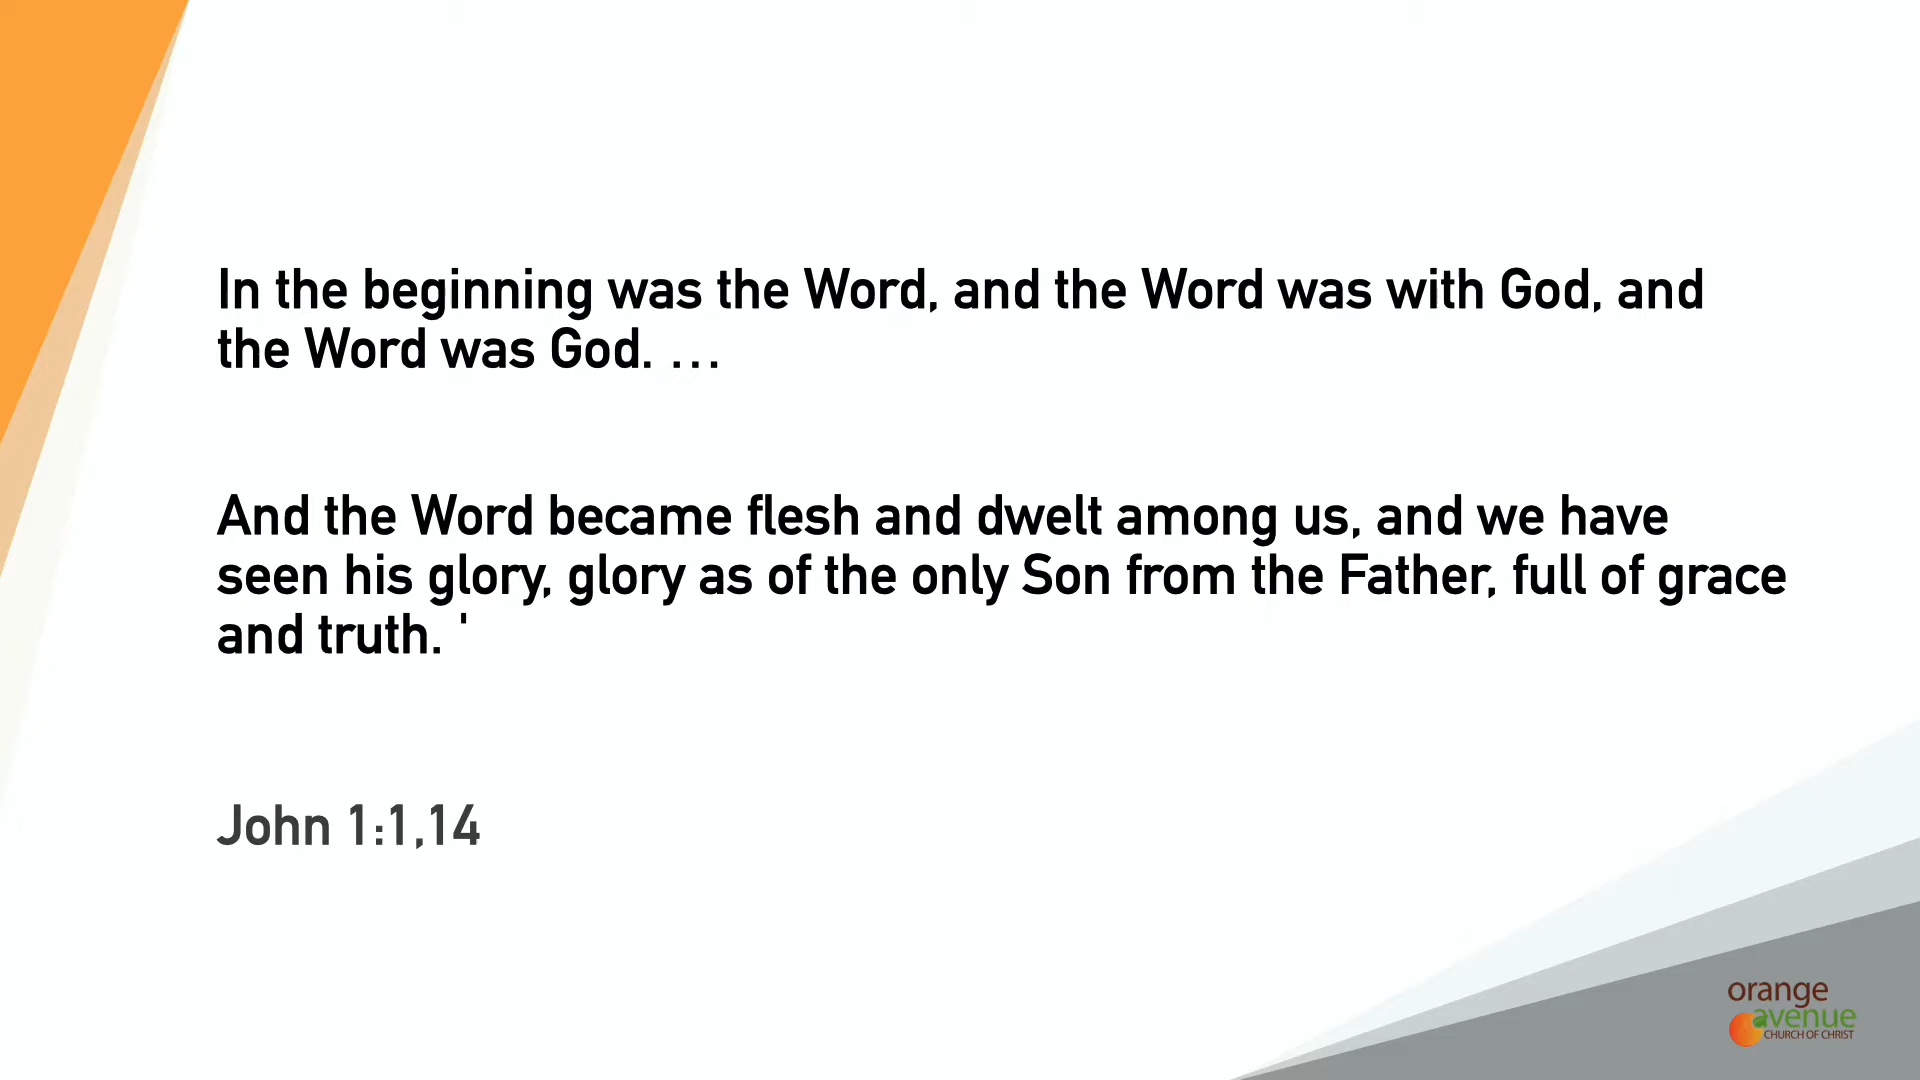 In the beginning was the Word, and the Word was with God, and
the Word was God. …
And the Word became flesh and dwelt among us, and we have
seen his glory, glory as of the only Son from the Father, full of grace
and truth. '
John 1:1,14
orange
avenue
CHURCH OF CHRIST